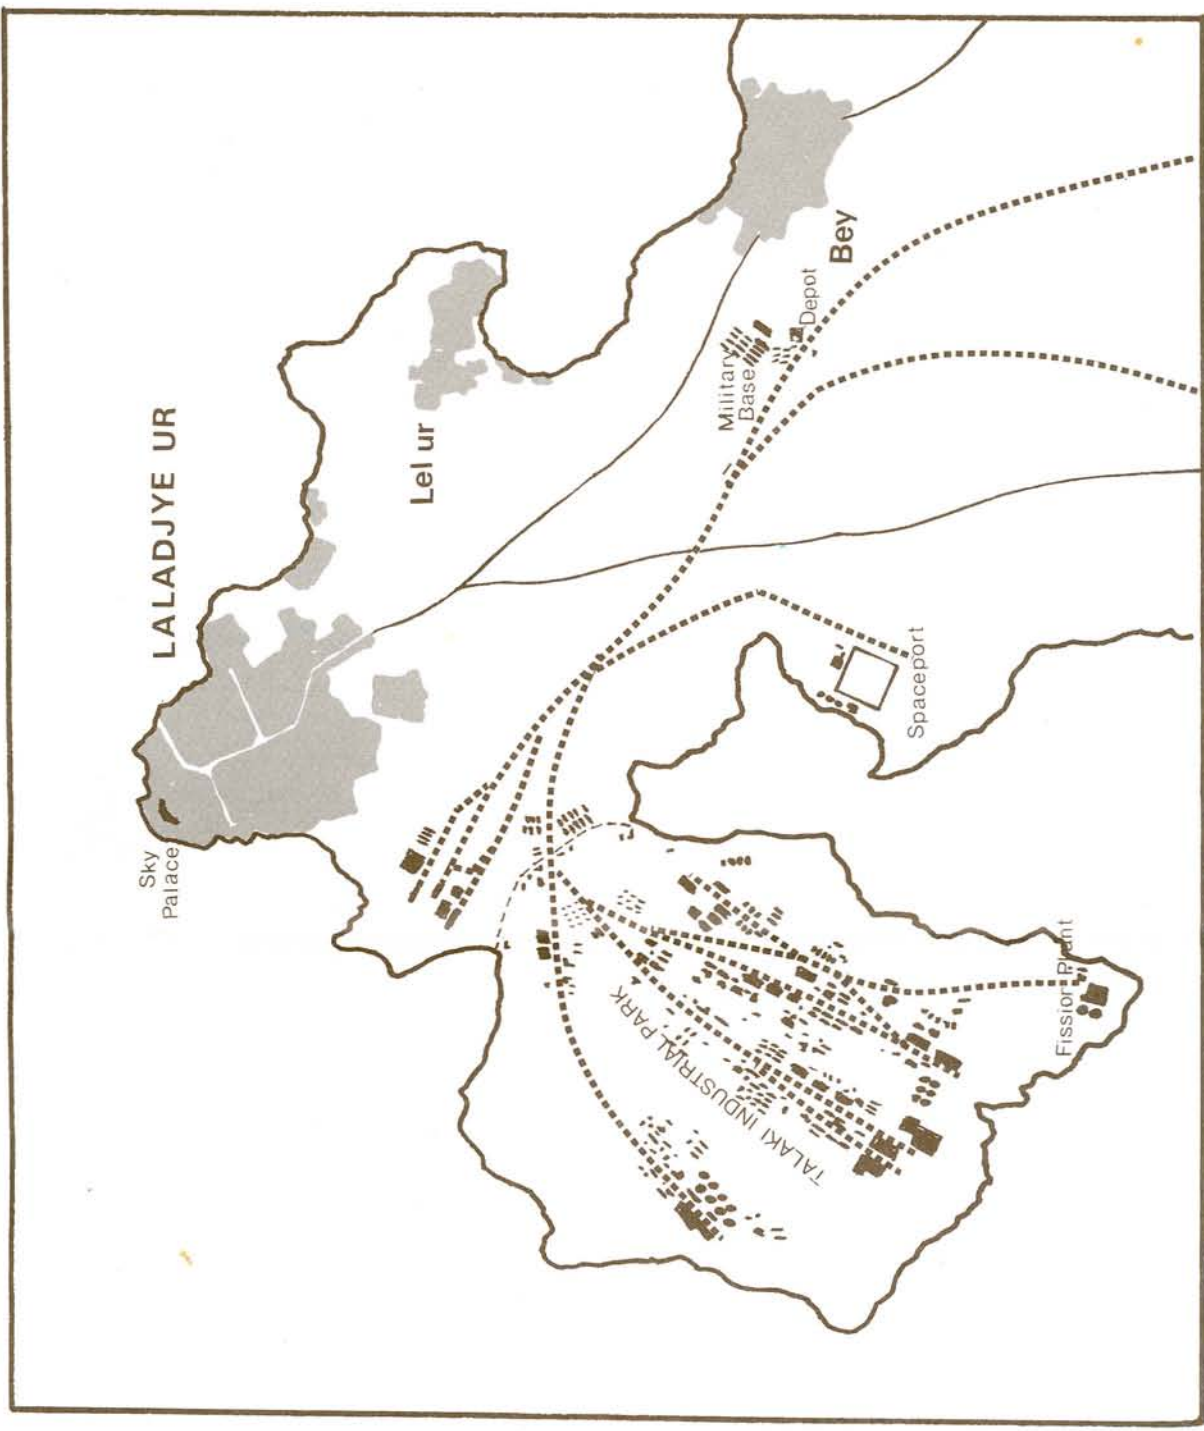 LALADJYE UR
Lel ur
Bey
Sky
Palace
Military
Base
Depot
Spaceport
TALAKI INDUSTRIAL PARK
Fission Plant